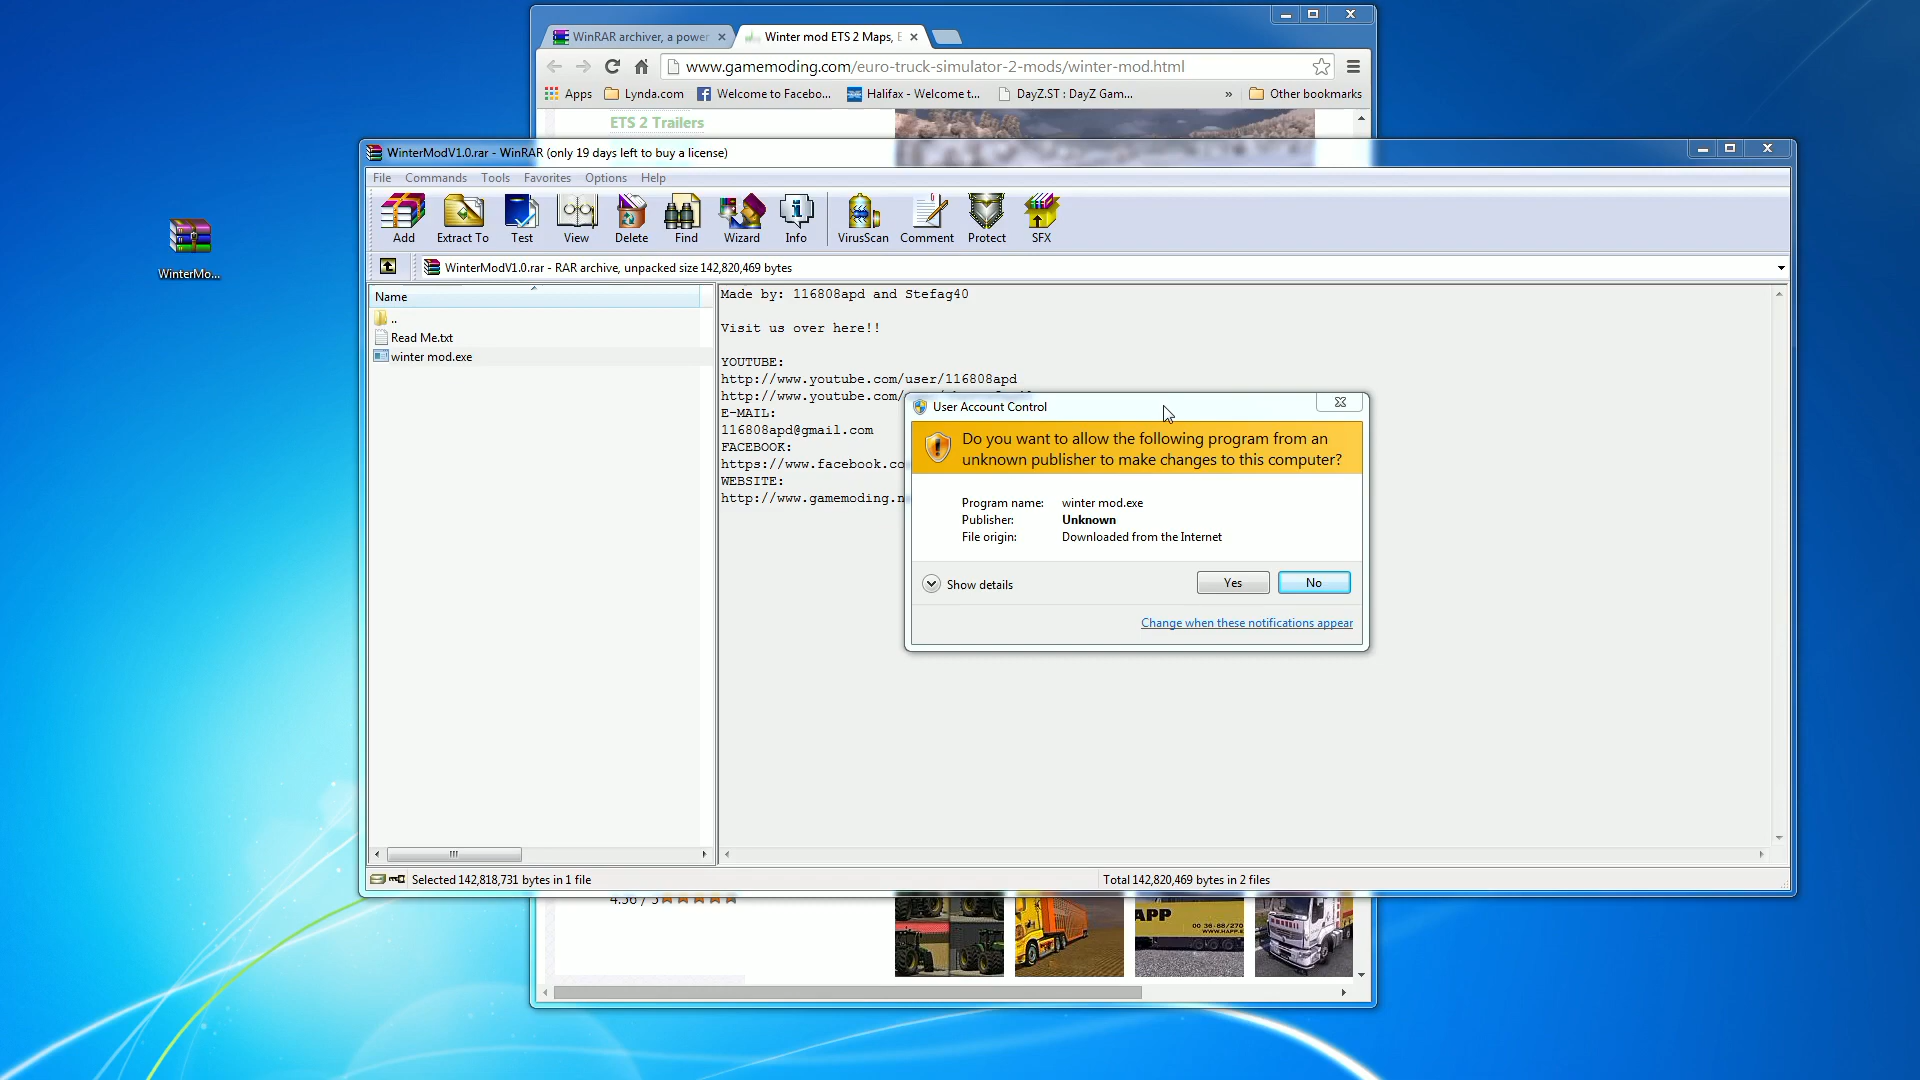 WinRAR archiver, a power
Winter mod ETS 2 Maps, E
www.gamemoding.com/euro-truck-simulator-2-mods/winter-mod.html
Apps
Lynda.com
Welcome to Facebo...
Halifax - Welcome t...
DayZ.ST : DayZ Gam...
»
Other bookmarks
ETS 2 Trailers
WinterModV1.0.rar - WinRAR (only 19 days left to buy a license)
File Commands Tools Favorites Options Help
Add
Extract To
Test
View
Delete
Find
Wizard
Info
VirusScan
Comment
Protect
SFX
WinterMo...
WinterModV1.0.rar - RAR archive, unpacked size 142,820,469 bytes
Name
..
Read Me.txt
winter mod.exe
Made by: 116808apd and Stefag40
Visit us over here!!
YOUTUBE:
http://www.youtube.com/user/116808apd
http://www.youtube.com/
E-MAIL:
116808apd@gmail.com
FACEBOOK:
https://www.facebook.co
WEBSITE:
http://www.gamemoding.n
User Account Control
Do you want to allow the following program from an
unknown publisher to make changes to this computer?
Program name: winter mod.exe
Publisher: Unknown
File origin: Downloaded from the Internet
Show details
Yes
No
Change when these notifications appear
Selected 142,818,731 bytes in 1 file
Total 142,820,469 bytes in 2 files
4.56 / 5
APP
00 36-88/270
WWW.HAPP.E